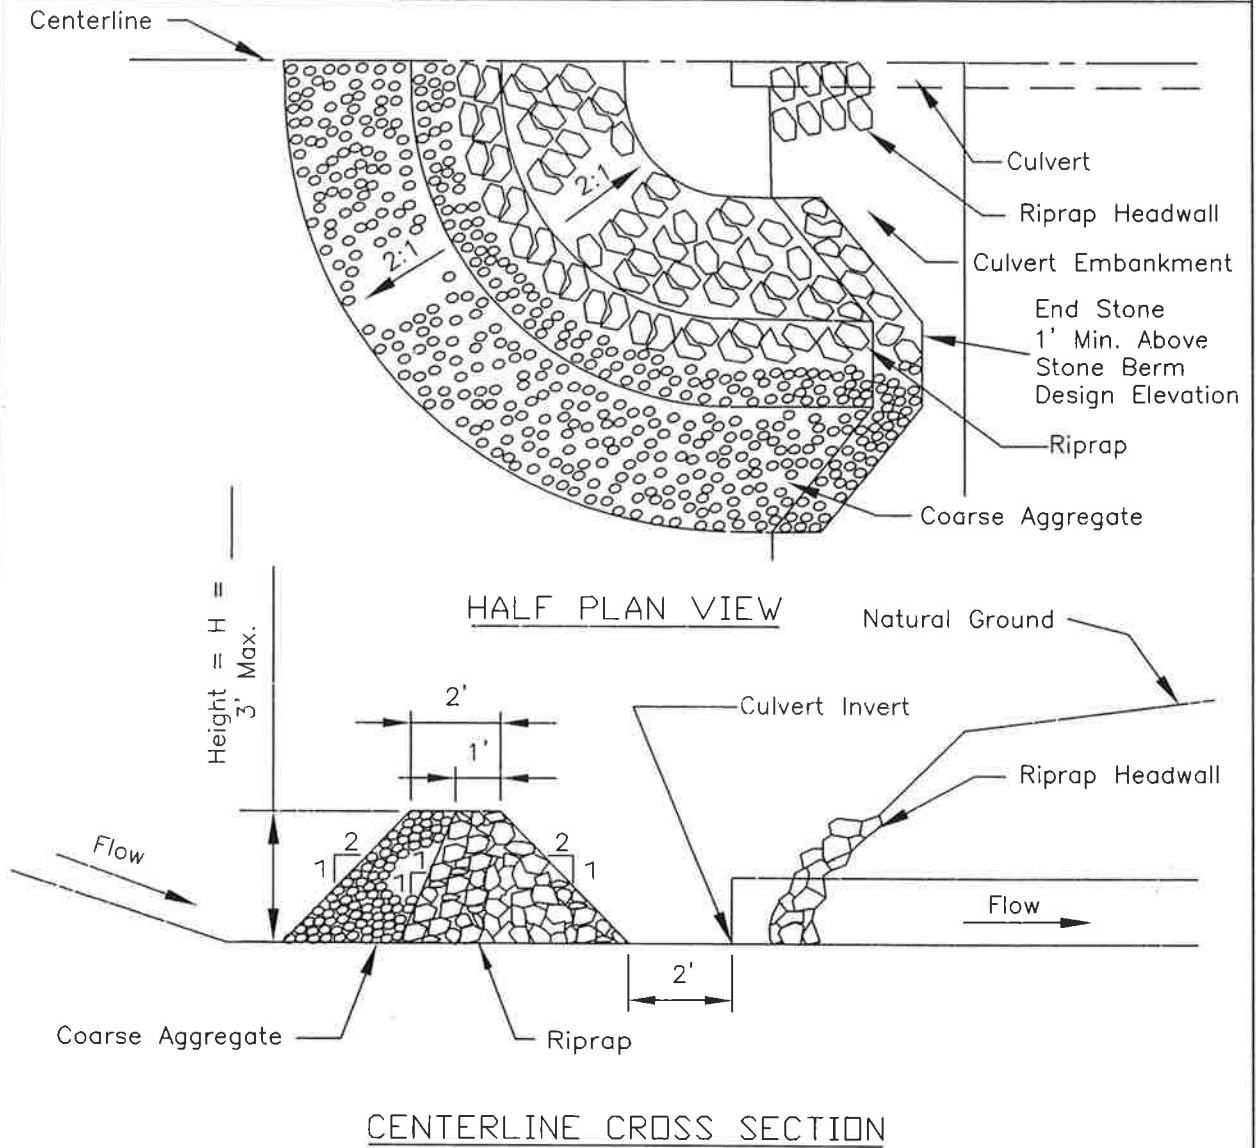 Centerline
2:1
2:1
Culvert
Riprap Headwall
Culvert Embankment
End Stone
1' Min. Above
Stone Berm
Design Elevation
Riprap
Coarse Aggregate
HALF PLAN VIEW
Height = H =
3' Max.
Natural Ground
2'
Culvert Invert
1'
Riprap Headwall
Flow
2
1
1
1
2
1
Flow
2'
Coarse Aggregate
Riprap
CENTERLINE CROSS SECTION